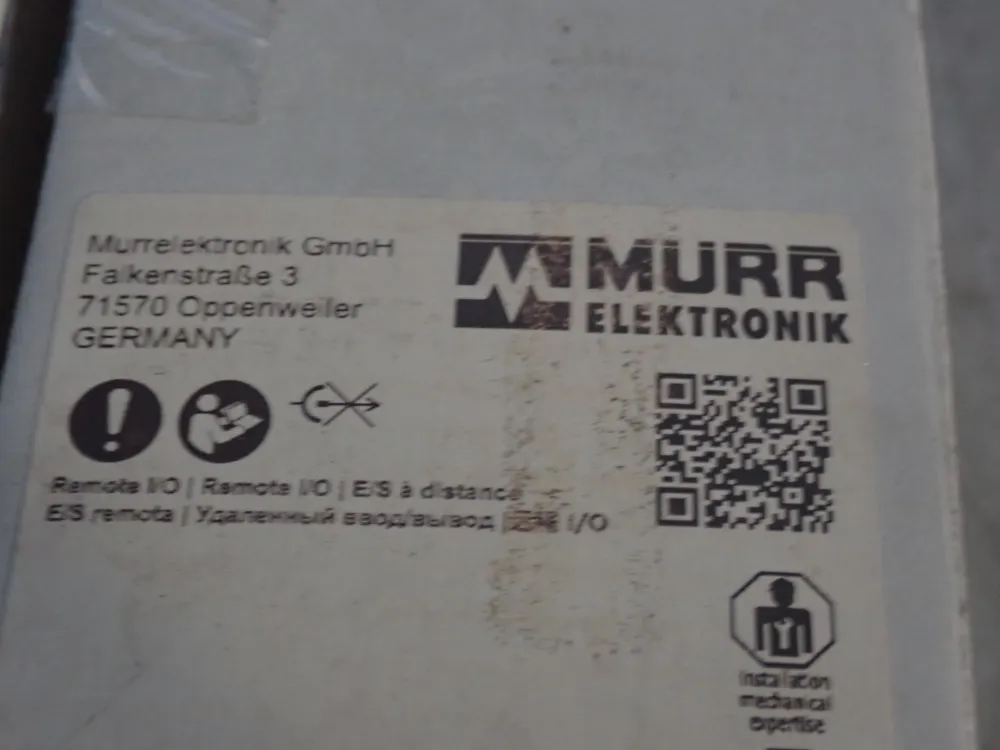 Murrelektronik GmbH
Falkenstraße 3
71570 Oppenweiler
GERMANY
MURR
ELEKTRONIK
Remote I/O | Remote I/O | E/S à distance
E/S remota | Удаленный ввод/вывод | I/O
Installation
mechanical
expertise